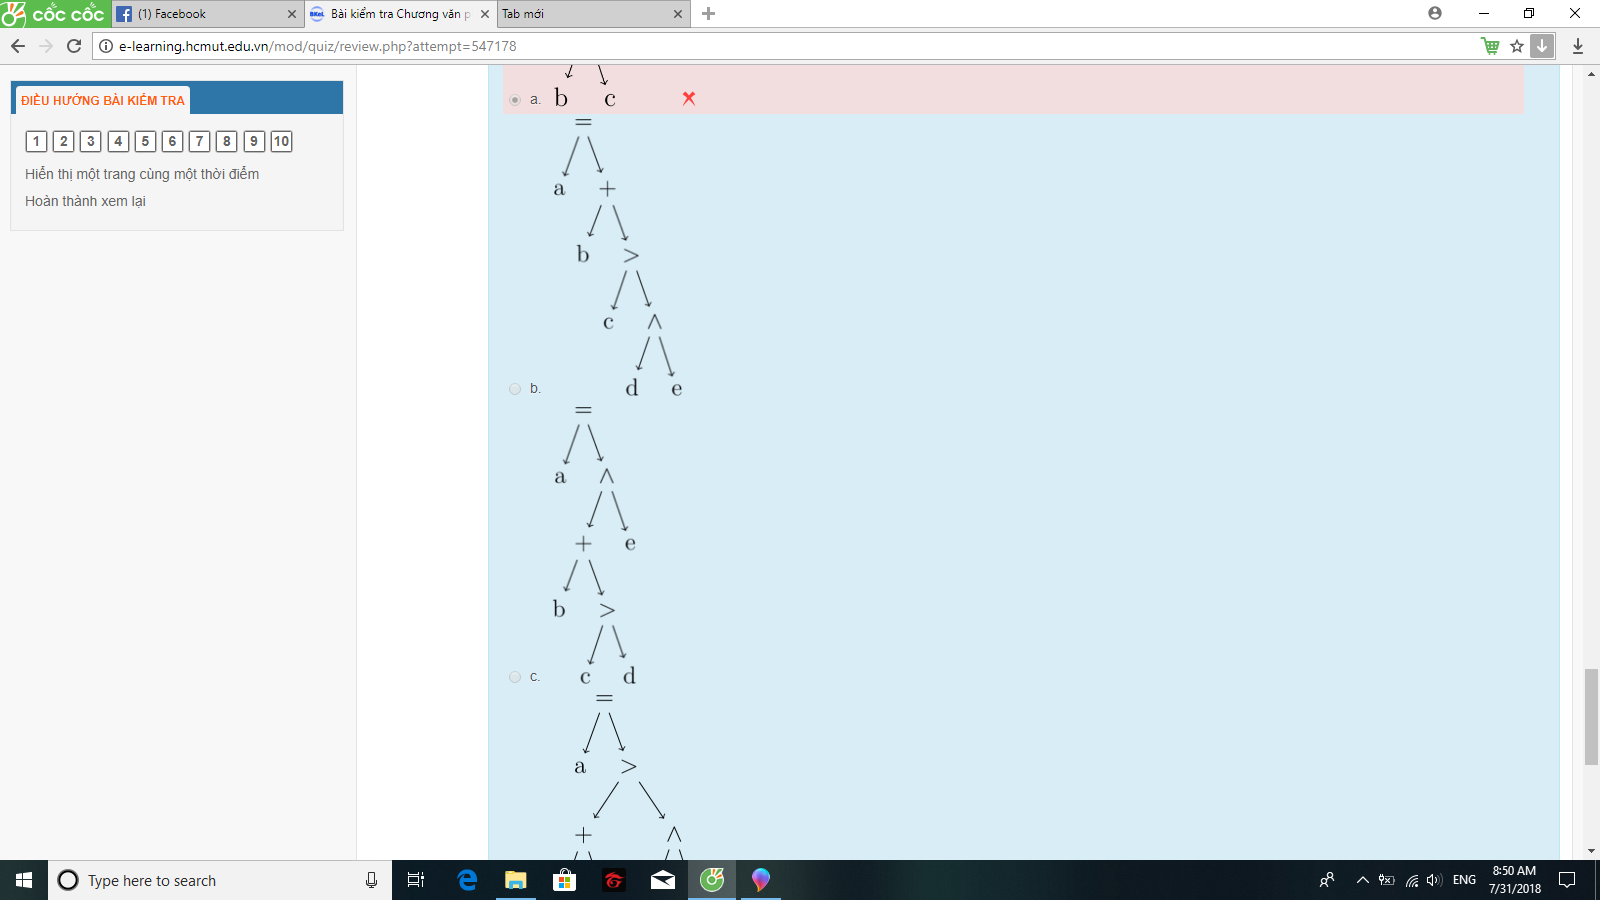 cốc cốc
(1) Facebook
BKeL
Bài kiểm tra Chương văn p
Tab mới
e-learning.hcmut.edu.vn/mod/quiz/review.php?attempt=547178
ĐIỀU HƯỚNG BÀI KIỂM TRA
1 2 3 4 5 6 7 8 9 10
Hiển thị một trang cùng một thời điểm
Hoàn thành xem lại
a. b c
=
a +
b >
c ∧
b. d e
=
a ∧
+ e
b >
c. c d
=
a >
+ ∧
Type here to search
ENG
8:50 AM
7/31/2018